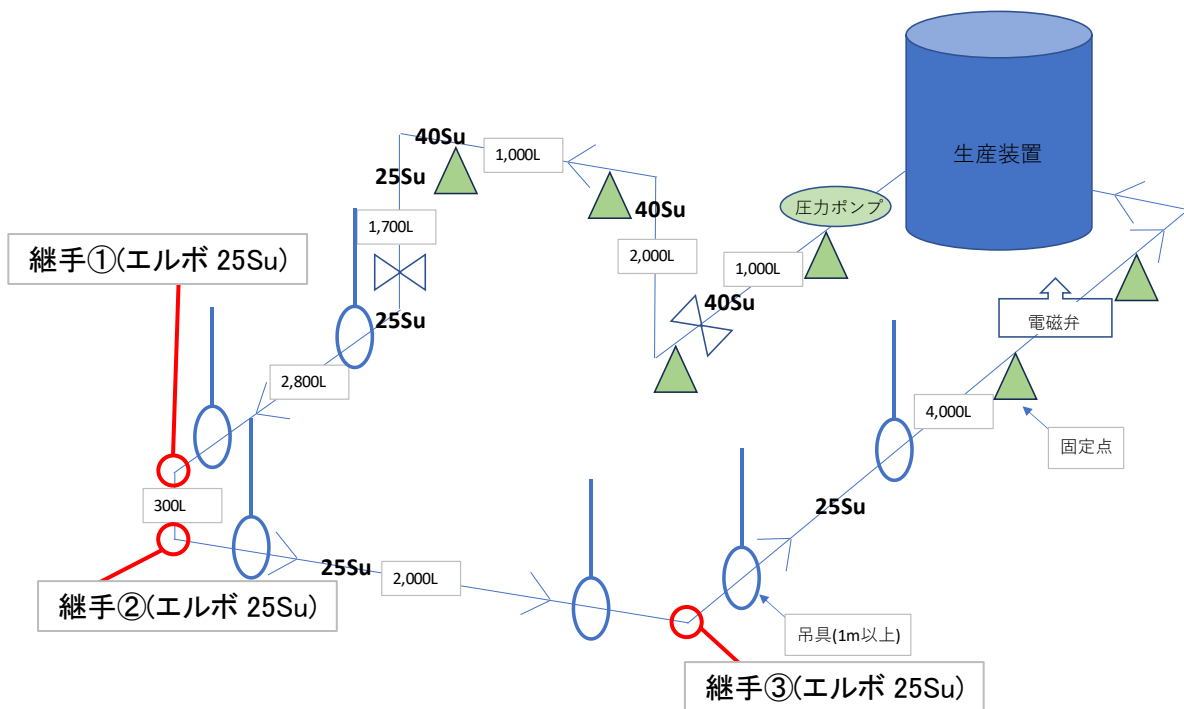 40Su
1,000L
生産装置
25Su
40Su
圧力ポンプ
1,700L
継手①(エルボ 25Su)
2,000L
1,000L
40Su
25Su
電磁弁
2,800L
4,000L
固定点
300L
25Su
25Su
2,000L
継手②(エルボ 25Su)
吊具(1m以上)
継手③(エルボ 25Su)